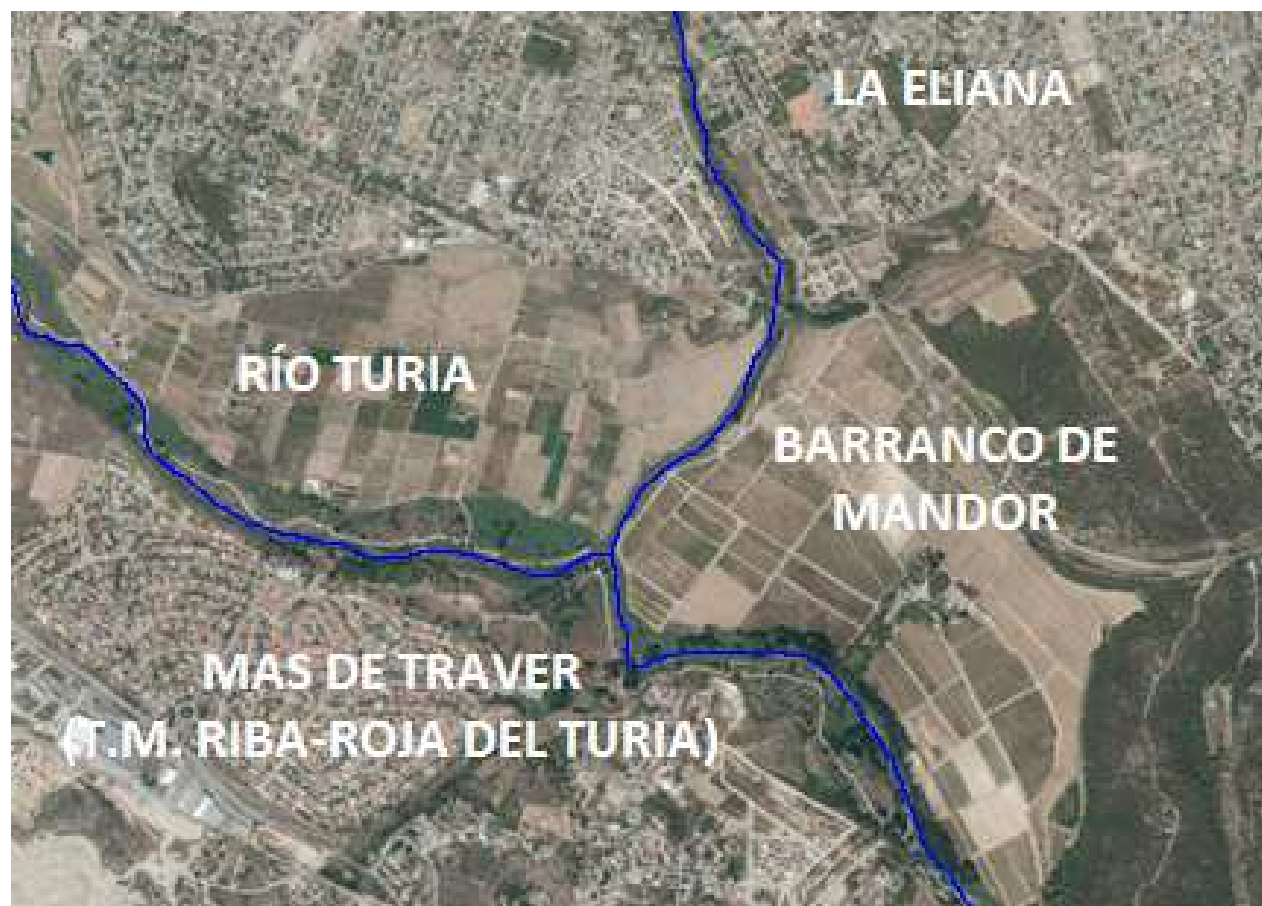 LA ELIANA
RÍO TURIA
BARRANCO DE
MANDOR
MAS DE TRAVER
(T.M. RIBA-ROJA DEL TURIA)